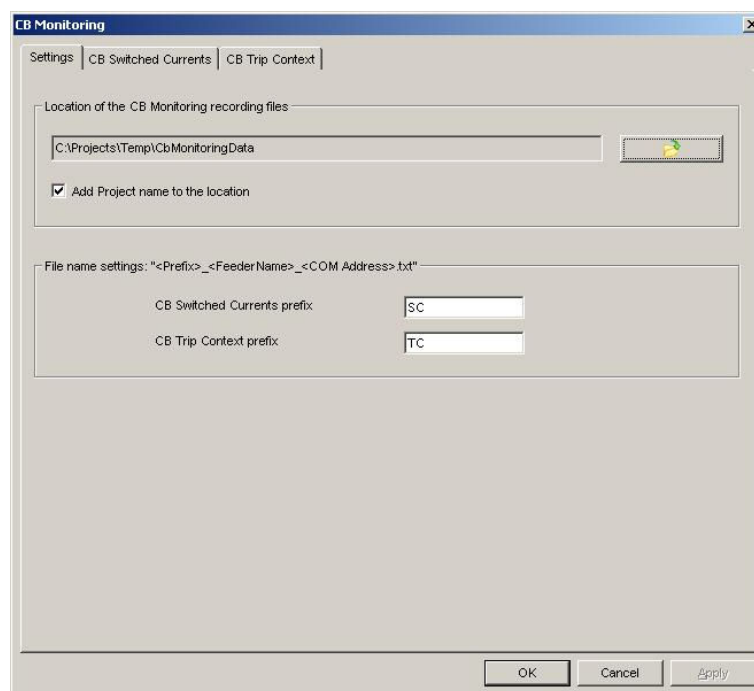 CB Monitoring
Settings CB Switched Currents CB Trip Context
Location of the CB Monitoring recording files
C:\Projects\Temp\CbMonitoringData
Add Project name to the location
File name settings: "<Prefix>_<FeederName>_<COM Address>.txt"
CB Switched Currents prefix SC
CB Trip Context prefix TC
OK Cancel Apply